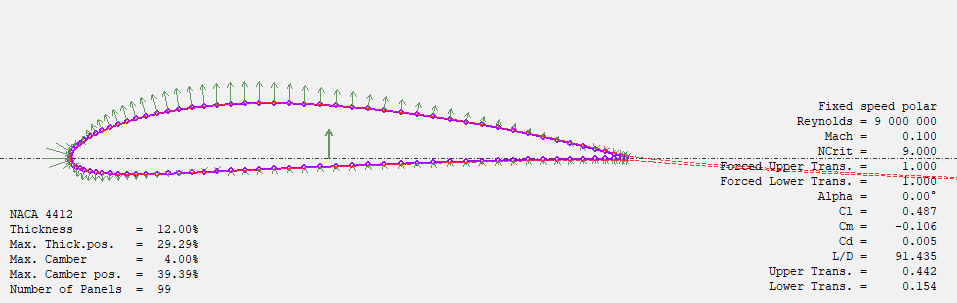 Fixed speed polar
Reynolds = 9 000 000
Mach = 0.100
NCrit = 9.000
Forced Upper Trans. = 1.000
Forced Lower Trans. = 1.000
Alpha = 0.00°
Cl = 0.487
Cm = -0.106
Cd = 0.005
L/D = 91.435
Upper Trans. = 0.442
Lower Trans. = 0.154
NACA 4412
Thickness = 12.00%
Max. Thick.pos. = 29.29%
Max. Camber = 4.00%
Max. Camber pos. = 39.39%
Number of Panels = 99